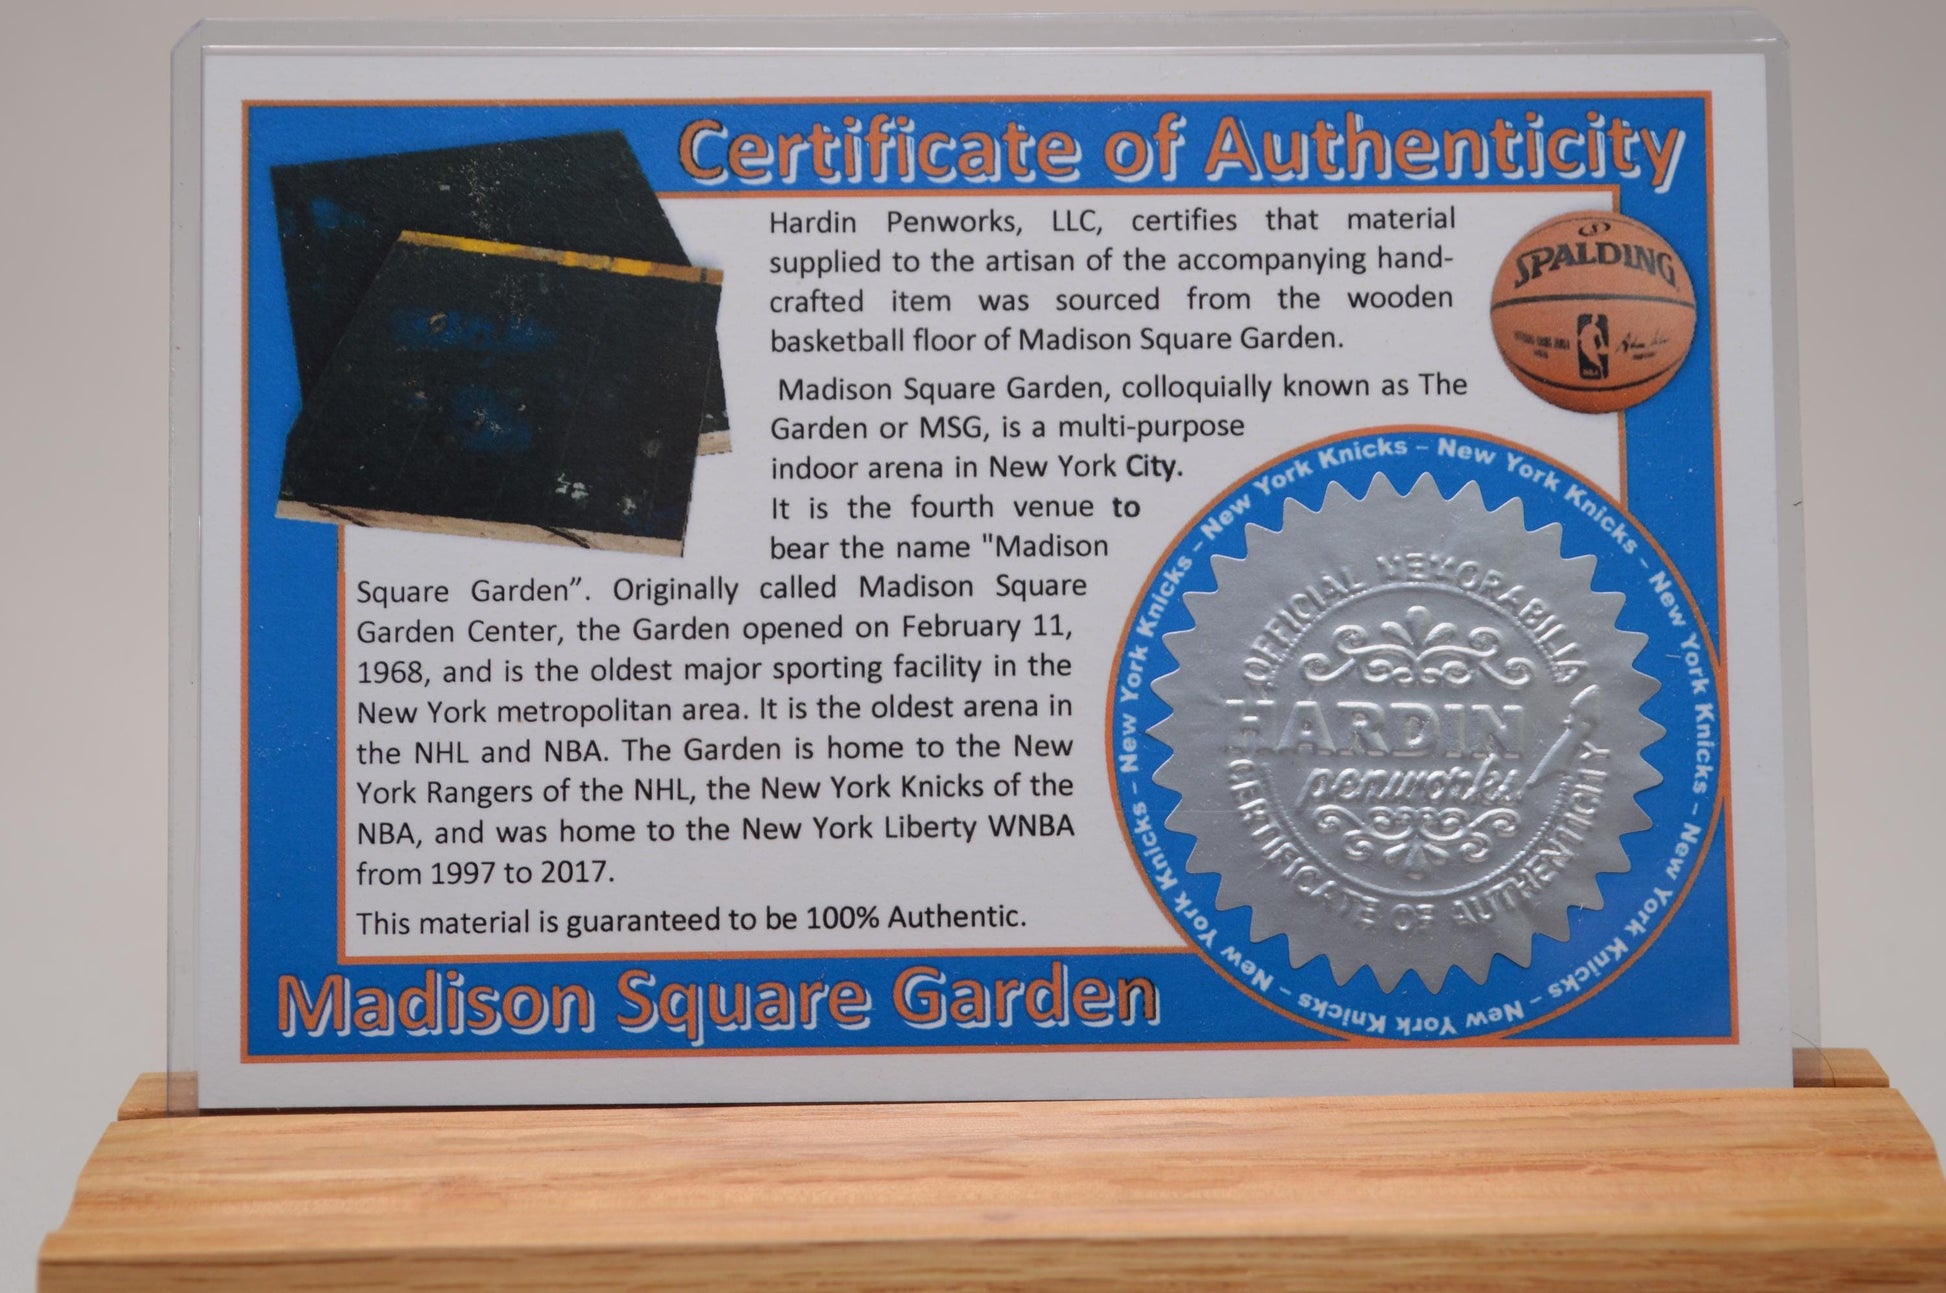 Certificate of Authenticity
Hardin Penworks, LLC, certifies that material
supplied to the artisan of the accompanying hand-
crafted item was sourced from the wooden
basketball floor of Madison Square Garden.
SPALDING
Madison Square Garden, colloquially known as The
Garden or MSG, is a multi-purpose
indoor arena in New York City.
It is the fourth venue to
bear the name "Madison
Square Garden”. Originally called Madison Square
Garden Center, the Garden opened on February 11,
1968, and is the oldest major sporting facility in the
New York metropolitan area. It is the oldest arena in
the NHL and NBA. The Garden is home to the New
York Rangers of the NHL, the New York Knicks of the
NBA, and was home to the New York Liberty WNBA
from 1997 to 2017.
This material is guaranteed to be 100% Authentic.
New York Knicks – New York Knicks – New York Knicks – New York Knicks – New York Knicks – New York Knicks – New York Knicks – New York Knicks – New York Knicks –
OFFICIAL MEMORABILIA
HARDIN
penworks
CERTIFICATE OF AUTHENTICITY
Madison Square Garden